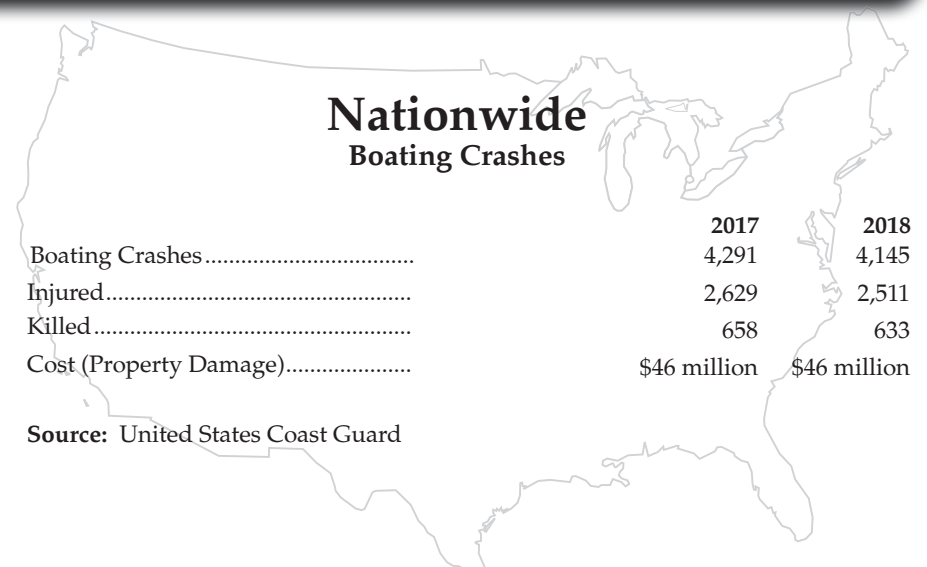 Nationwide
Boating Crashes
2017 2018
Boating Crashes.................................. 4,291 4,145
Injured.................................................. 2,629 2,511
Killed.................................................... 658 633
Cost (Property Damage).................... $46 million $46 million
Source: United States Coast Guard